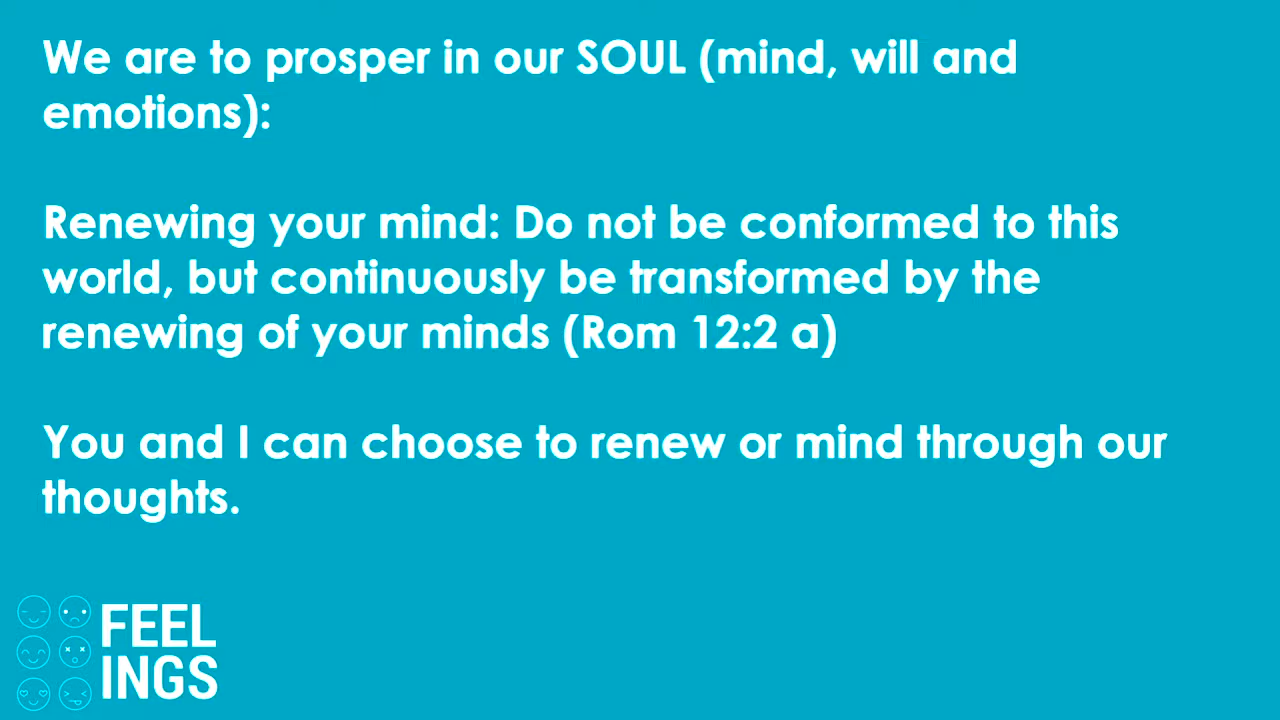 We are to prosper in our SOUL (mind, will and
emotions):
Renewing your mind: Do not be conformed to this
world, but continuously be transformed by the
renewing of your minds (Rom 12:2 a)
You and I can choose to renew or mind through our
thoughts.
FEEL
INGS